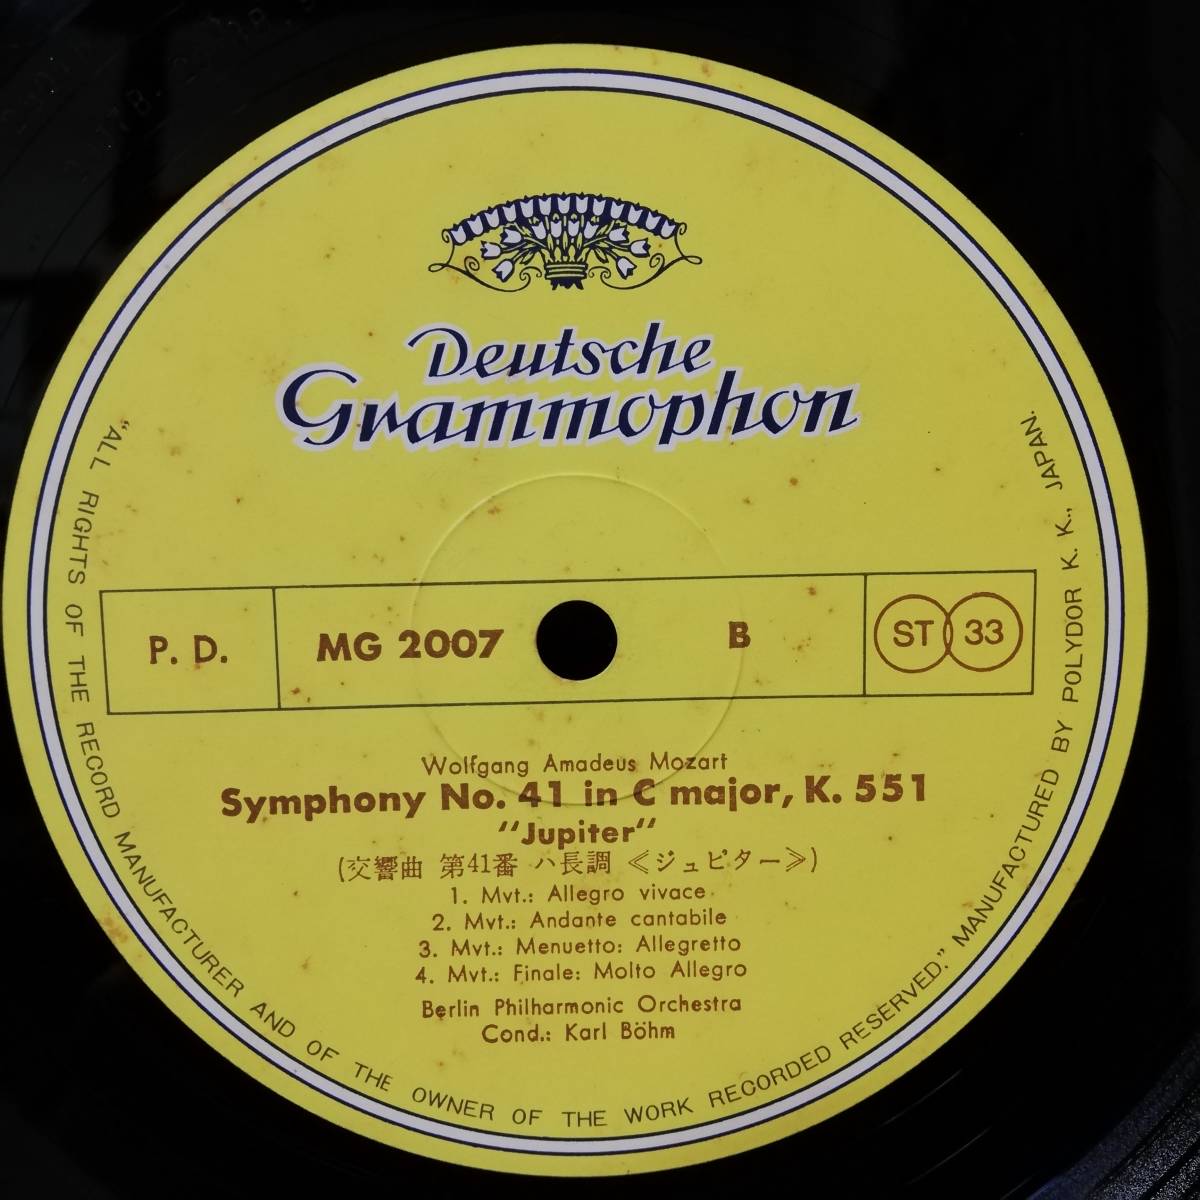 Deutsche
Grammophon
P. D.
MG 2007
B
ST 33
Wolfgang Amadeus Mozart
Symphony No. 41 in C major, K. 551
"Jupiter"
(交響曲 第41番 ハ長調 ≪ジュピター≫)
1. Mvt.: Allegro vivace
2. Mvt.: Andante cantabile
3. Mvt.: Menuetto: Allegretto
4. Mvt.: Finale: Molto Allegro
Berlin Philharmonic Orchestra
Cond.: Karl Böhm
"ALL RIGHTS OF THE RECORD MANUFACTURER AND OF THE OWNER OF THE WORK RECORDED RESERVED." MANUFACTURED BY POLYDOR K. K., JAPAN.